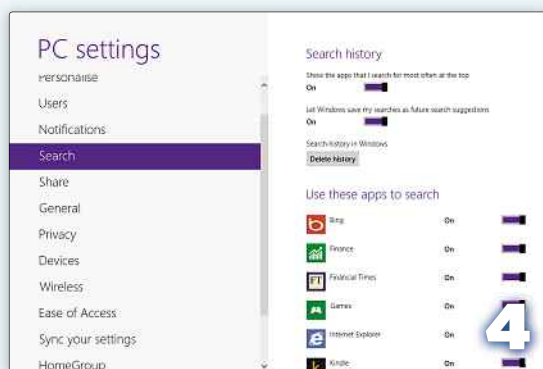 PC settings
Personalise
Users
Notifications
Search
Share
General
Privacy
Devices
Wireless
Ease of Access
Sync your settings
HomeGroup
Search history
Show the apps that I search for most often at the top
On
Let Windows save my searches as future search suggestions
On
Search history in Windows
Delete history
Use these apps to search
Bing On
Finance On
FT Financial Times On
Games On
Internet Explorer On
Kindle On
4